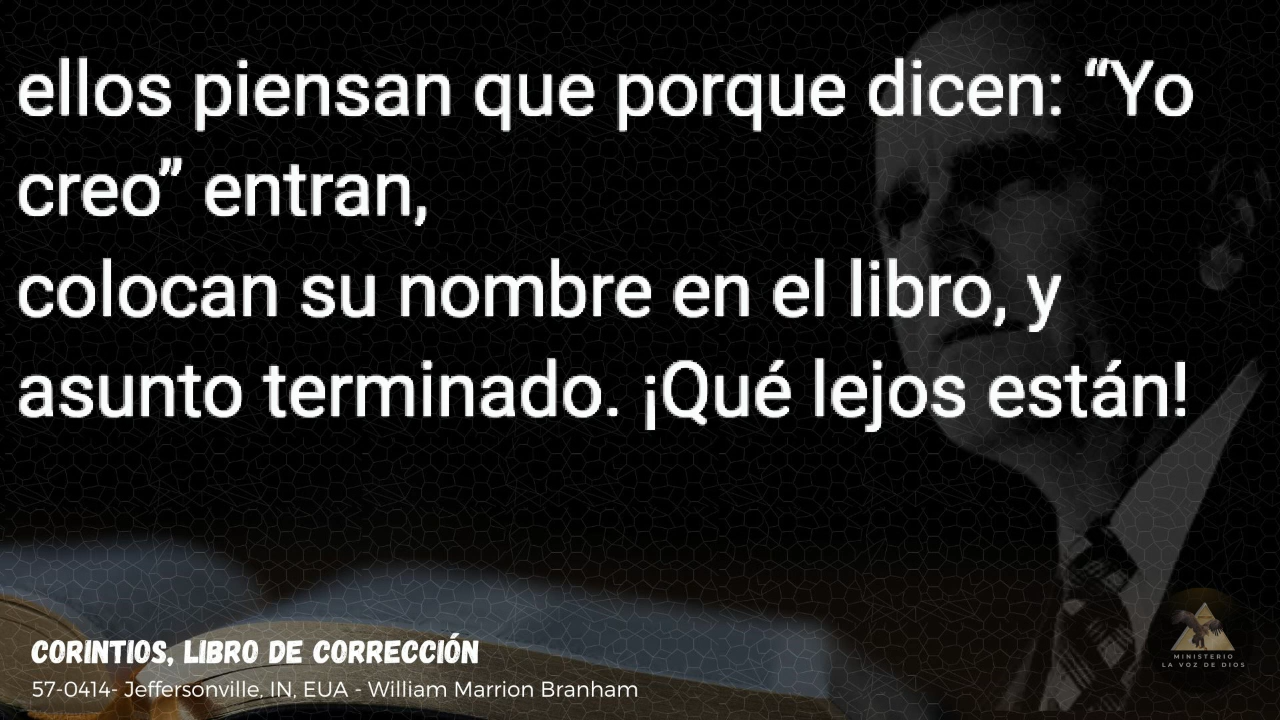 ellos piensan que porque dicen: “Yo
creo” entran,
colocan su nombre en el libro, y
asunto terminado. ¡Qué lejos están!
CORINTIOS, LIBRO DE CORRECCIÓN
57-0414- Jeffersonville, IN, EUA - William Marrion Branham
MINISTERIO
LA VOZ DE DIOS